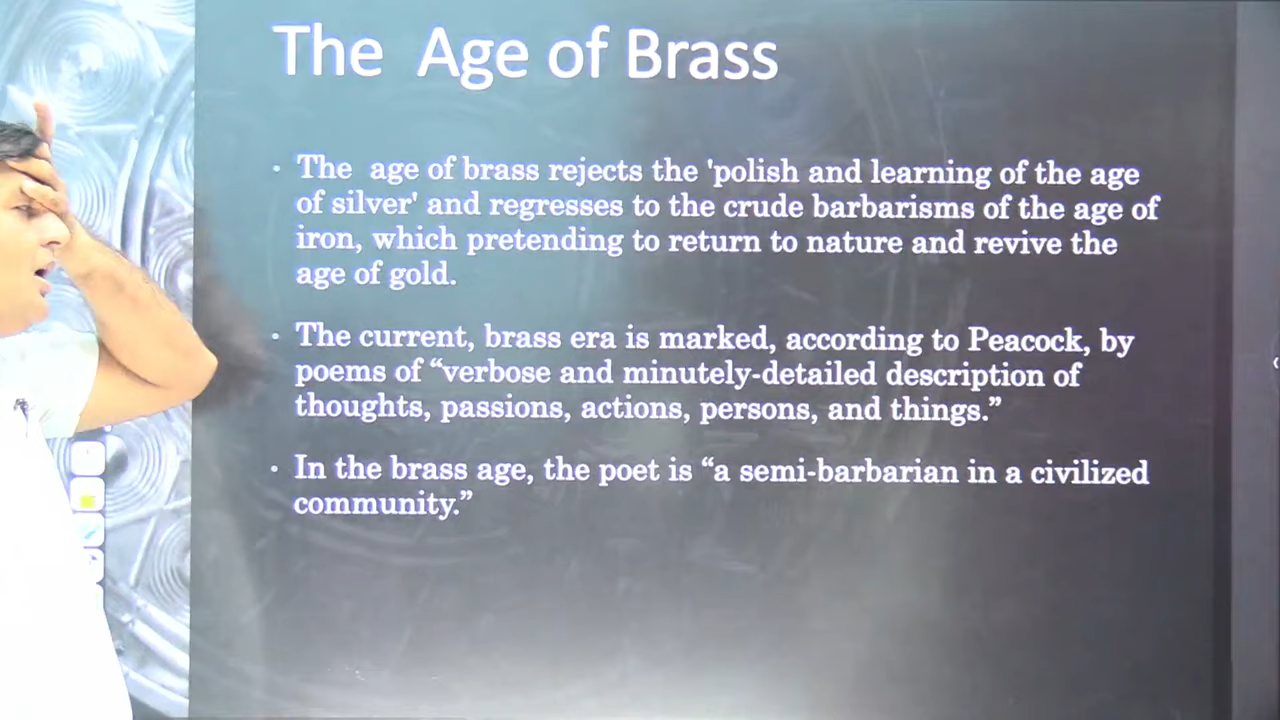 The Age of Brass
• The age of brass rejects the 'polish and learning of the age
of silver' and regresses to the crude barbarisms of the age of
iron, which pretending to return to nature and revive the
age of gold.
• The current, brass era is marked, according to Peacock, by
poems of “verbose and minutely-detailed description of
thoughts, passions, actions, persons, and things.”
• In the brass age, the poet is “a semi-barbarian in a civilized
community.”